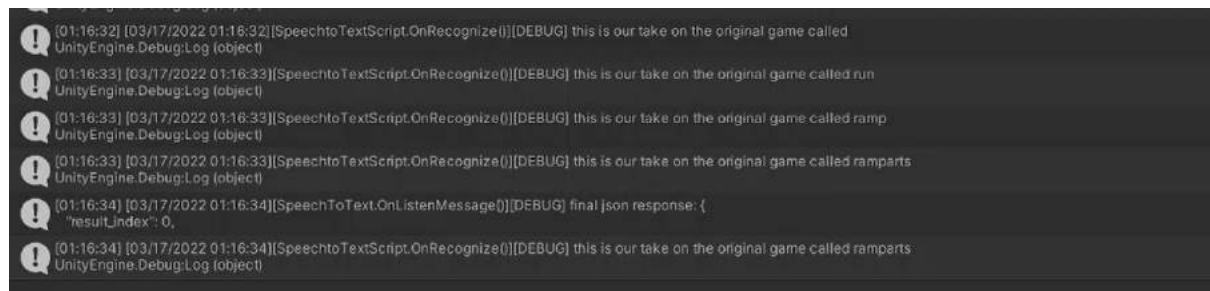 [01:16:32] [03/17/2022 01:16:32][SpeechtoTextScript.OnRecognize()][DEBUG] this is our take on the original game called
UnityEngine.Debug:Log (object)
[01:16:33] [03/17/2022 01:16:33][SpeechtoTextScript.OnRecognize()][DEBUG] this is our take on the original game called run
UnityEngine.Debug:Log (object)
[01:16:33] [03/17/2022 01:16:33][SpeechtoTextScript.OnRecognize()][DEBUG] this is our take on the original game called ramp
UnityEngine.Debug:Log (object)
[01:16:33] [03/17/2022 01:16:33][SpeechtoTextScript.OnRecognize()][DEBUG] this is our take on the original game called ramparts
UnityEngine.Debug:Log (object)
[01:16:34] [03/17/2022 01:16:34][SpeechToText.OnListenMessage()][DEBUG] final json response: {
"result_index": 0,
[01:16:34] [03/17/2022 01:16:34][SpeechtoTextScript.OnRecognize()][DEBUG] this is our take on the original game called ramparts
UnityEngine.Debug:Log (object)